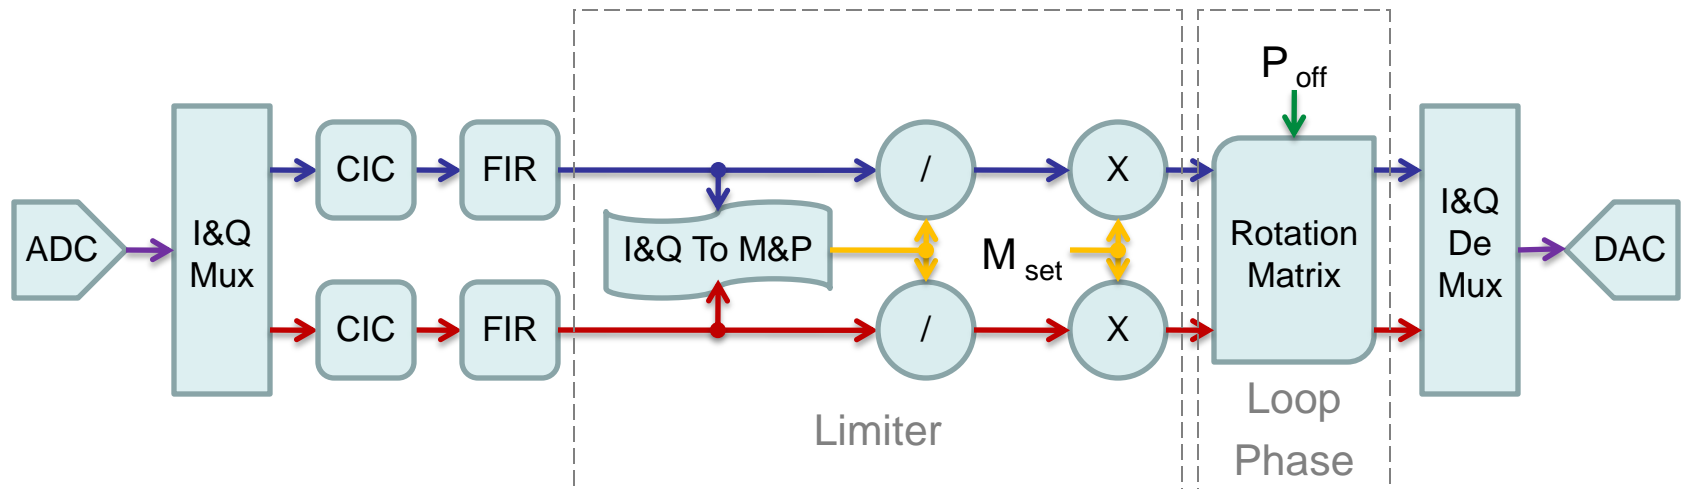 ADC
I&Q
Mux
CIC
FIR
CIC
FIR
I&Q To M&P
/
/
M set
X
X
Limiter
P off
Rotation
Matrix
Loop
Phase
I&Q
De
Mux
DAC